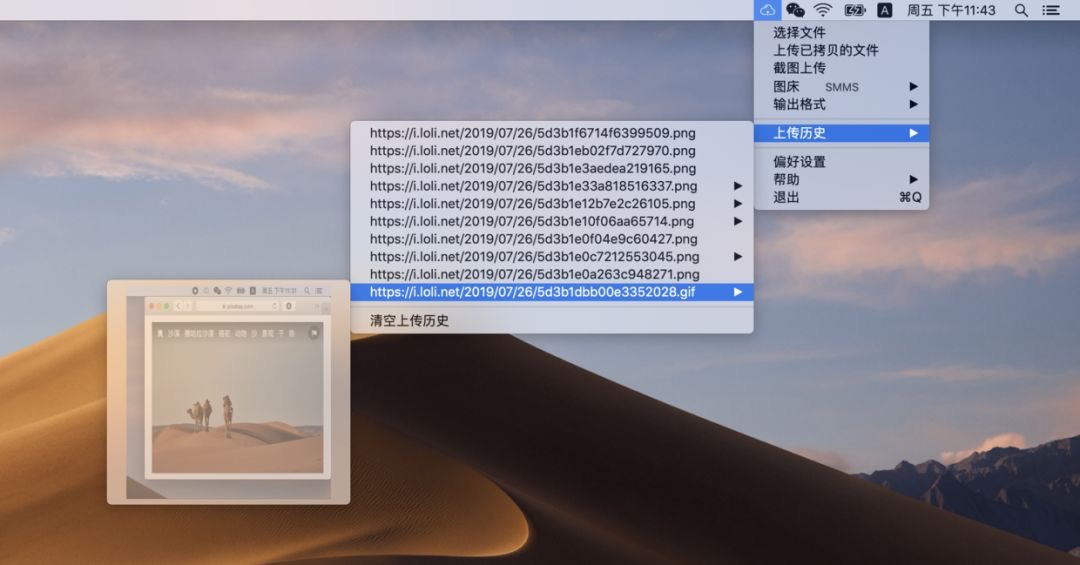 周五 下午11:43
A
选择文件
上传已拷贝的文件
截图上传
图床 SMMS
输出格式
上传历史
偏好设置
帮助
退出 ⌘Q
https://i.loli.net/2019/07/26/5d3b1f6714f6399509.png
https://i.loli.net/2019/07/26/5d3b1eb02f7d727970.png
https://i.loli.net/2019/07/26/5d3b1e3aedea219165.png
https://i.loli.net/2019/07/26/5d3b1e33a818516337.png
https://i.loli.net/2019/07/26/5d3b1e12b7e2c26105.png
https://i.loli.net/2019/07/26/5d3b1e10f06aa65714.png
https://i.loli.net/2019/07/26/5d3b1e0f04e9c60427.png
https://i.loli.net/2019/07/26/5d3b1e0c7212553045.png
https://i.loli.net/2019/07/26/5d3b1e0a263c948271.png
https://i.loli.net/2019/07/26/5d3b1dbb00e3352028.gif
清空上传历史